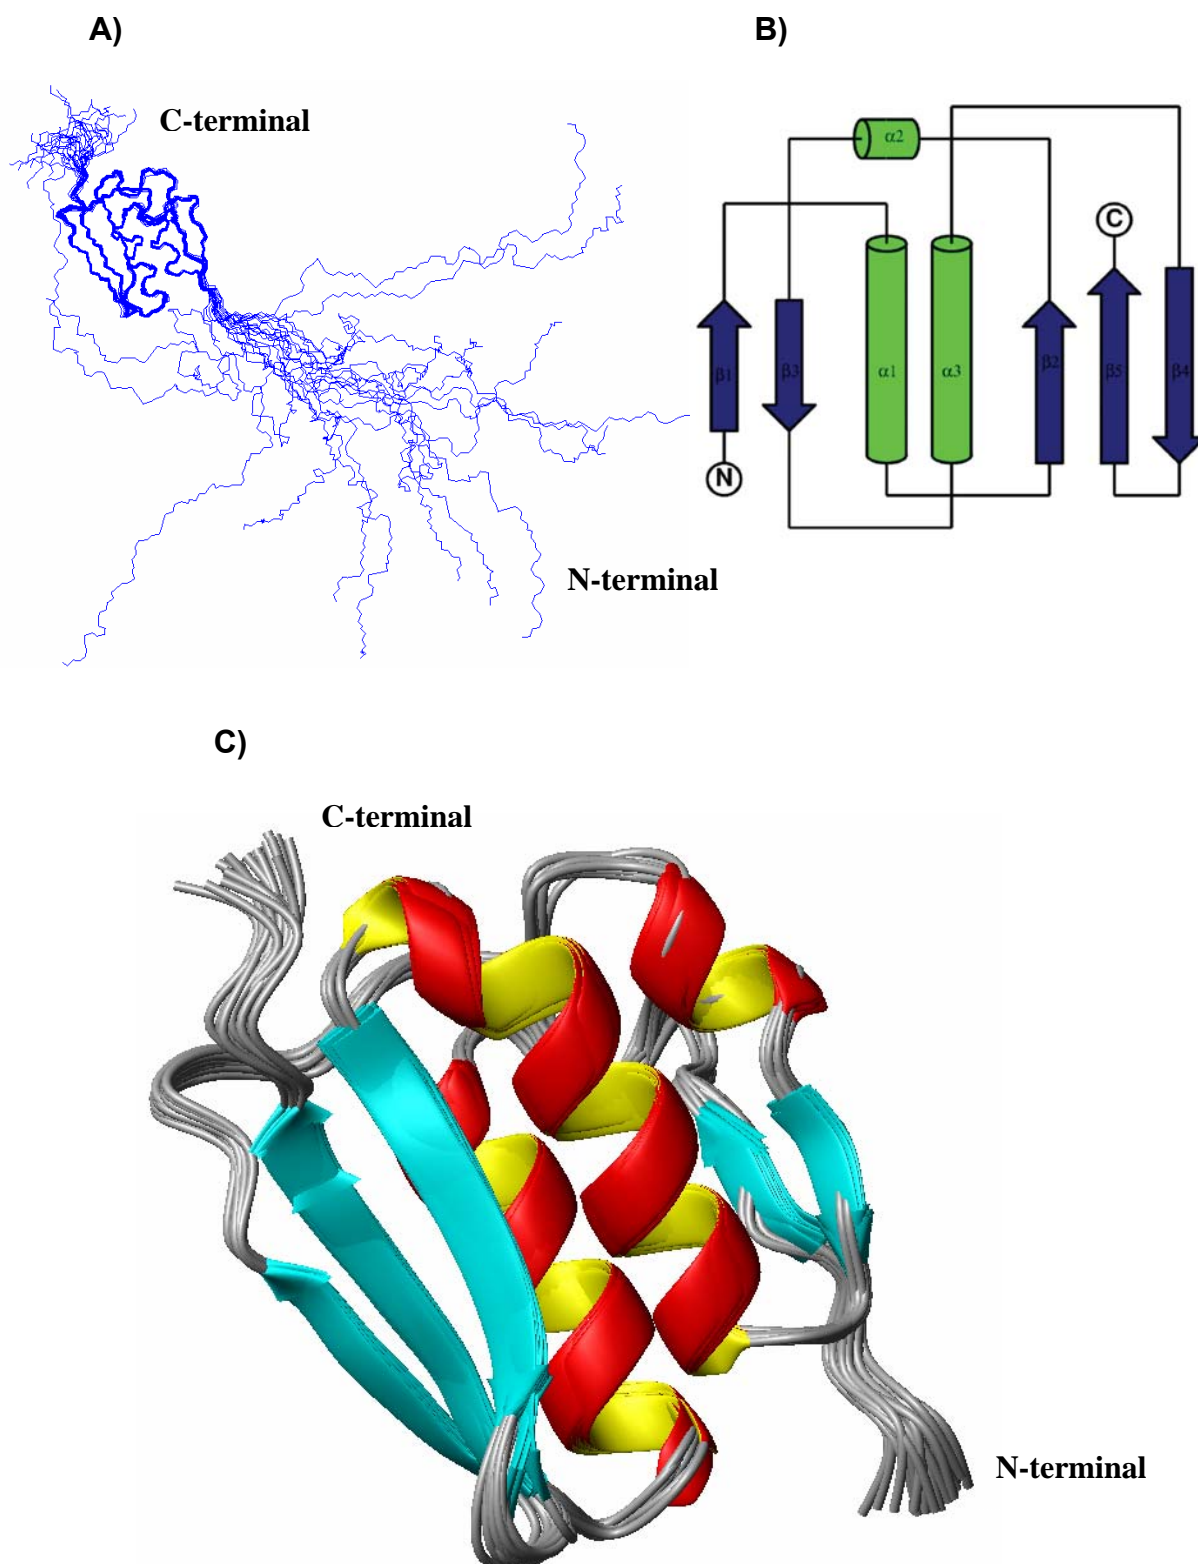 A)
B)
C-terminal
α2
C
β1
β3
α1
α3
β2
β5
β4
N
N-terminal
C)
C-terminal
N-terminal